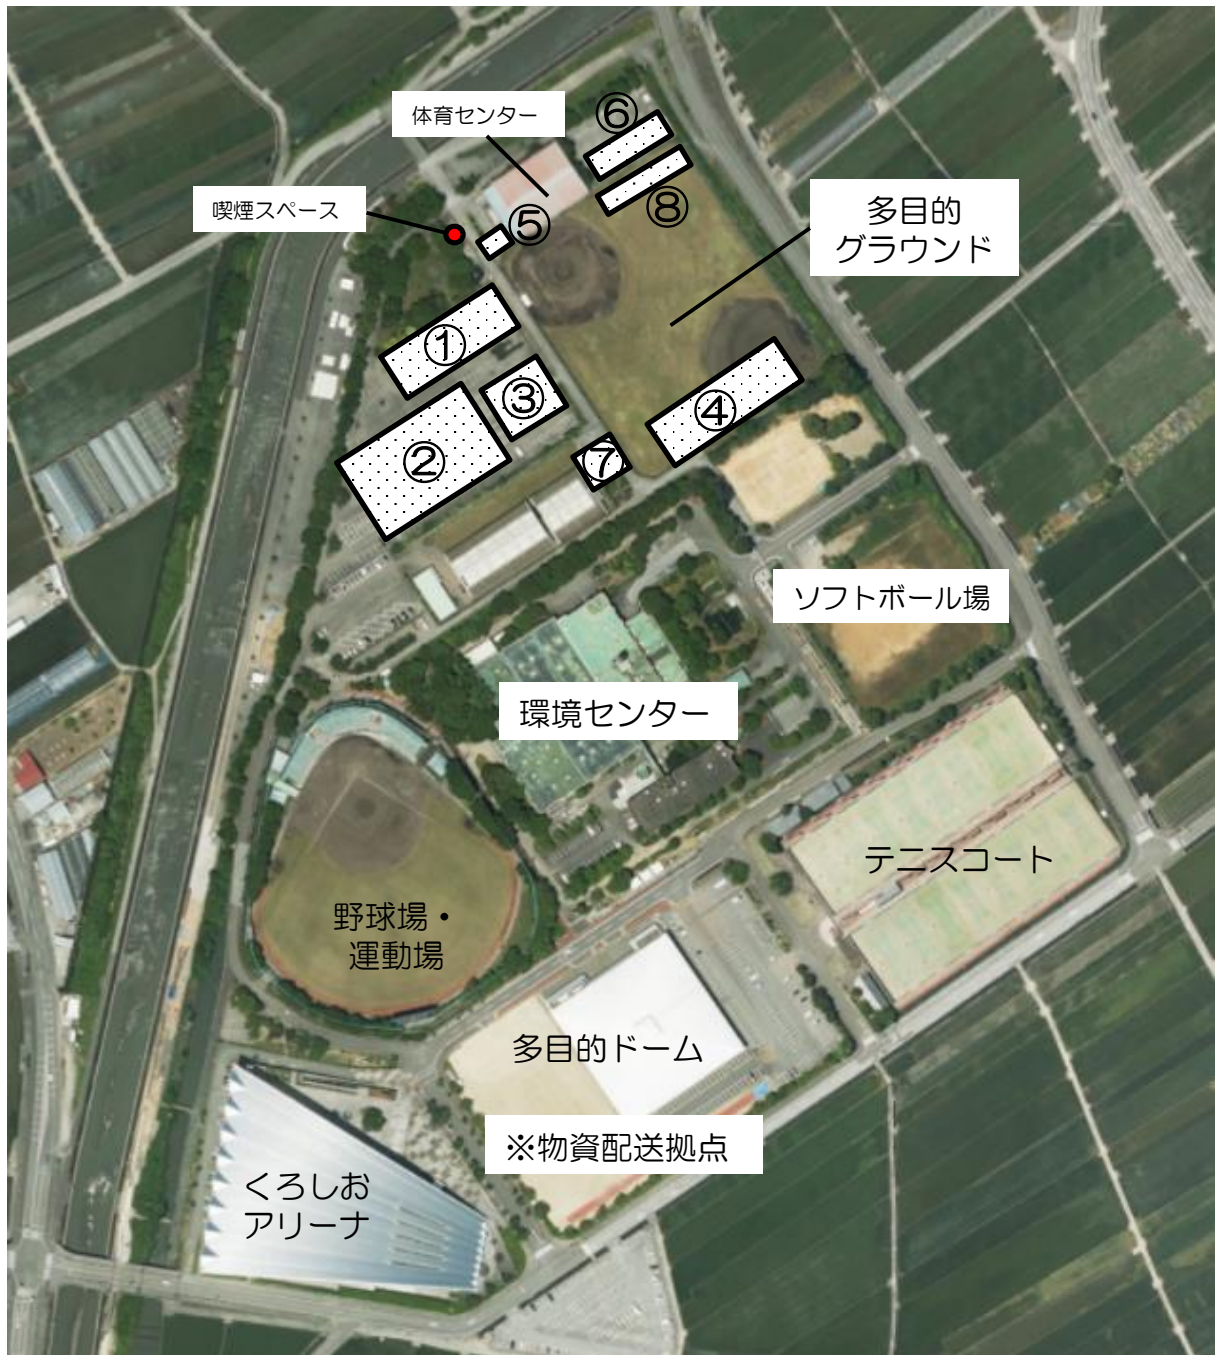 体育センター
⑥
喫煙スペース
⑤
⑧
多目的
グラウンド
①
③
②
④
⑦
ソフトボール場
環境センター
テニスコート
野球場・
運動場
多目的ドーム
※物資配送拠点
くろしお
アリーナ